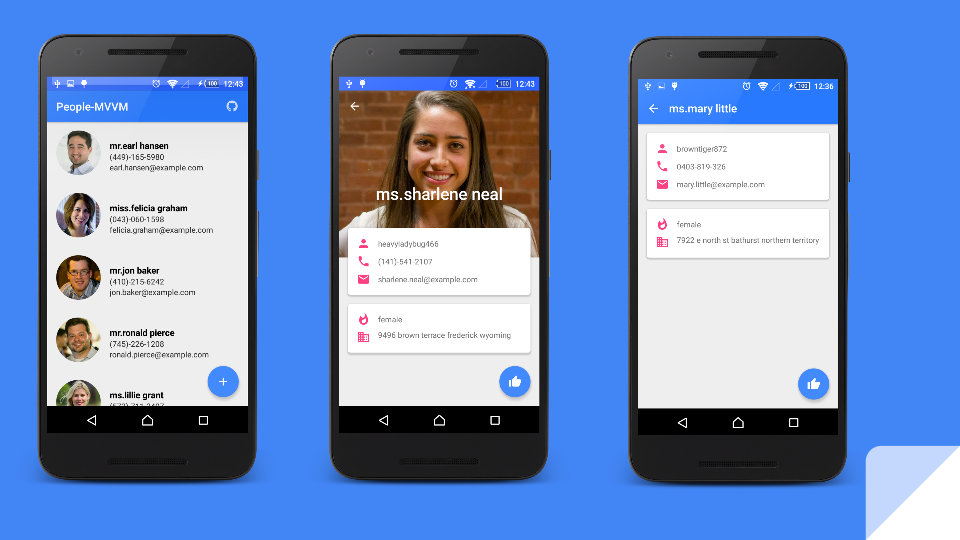 100 12:43
People-MVVM
mr.earl hansen
(449)-165-5980
earl.hansen@example.com
miss.felicia graham
(043)-060-1598
felicia.graham@example.com
mr.jon baker
(410)-215-6242
jon.baker@example.com
mr.ronald pierce
(745)-226-1208
ronald.pierce@example.com
ms.lillie grant
100 12:43
ms.sharlene neal
heavyladybug466
(141)-541-2107
sharlene.neal@example.com
female
9496 brown terrace frederick wyoming
100 12:36
ms.mary little
browntiger872
0403-819-326
mary.little@example.com
female
7922 e north st bathurst northern territory